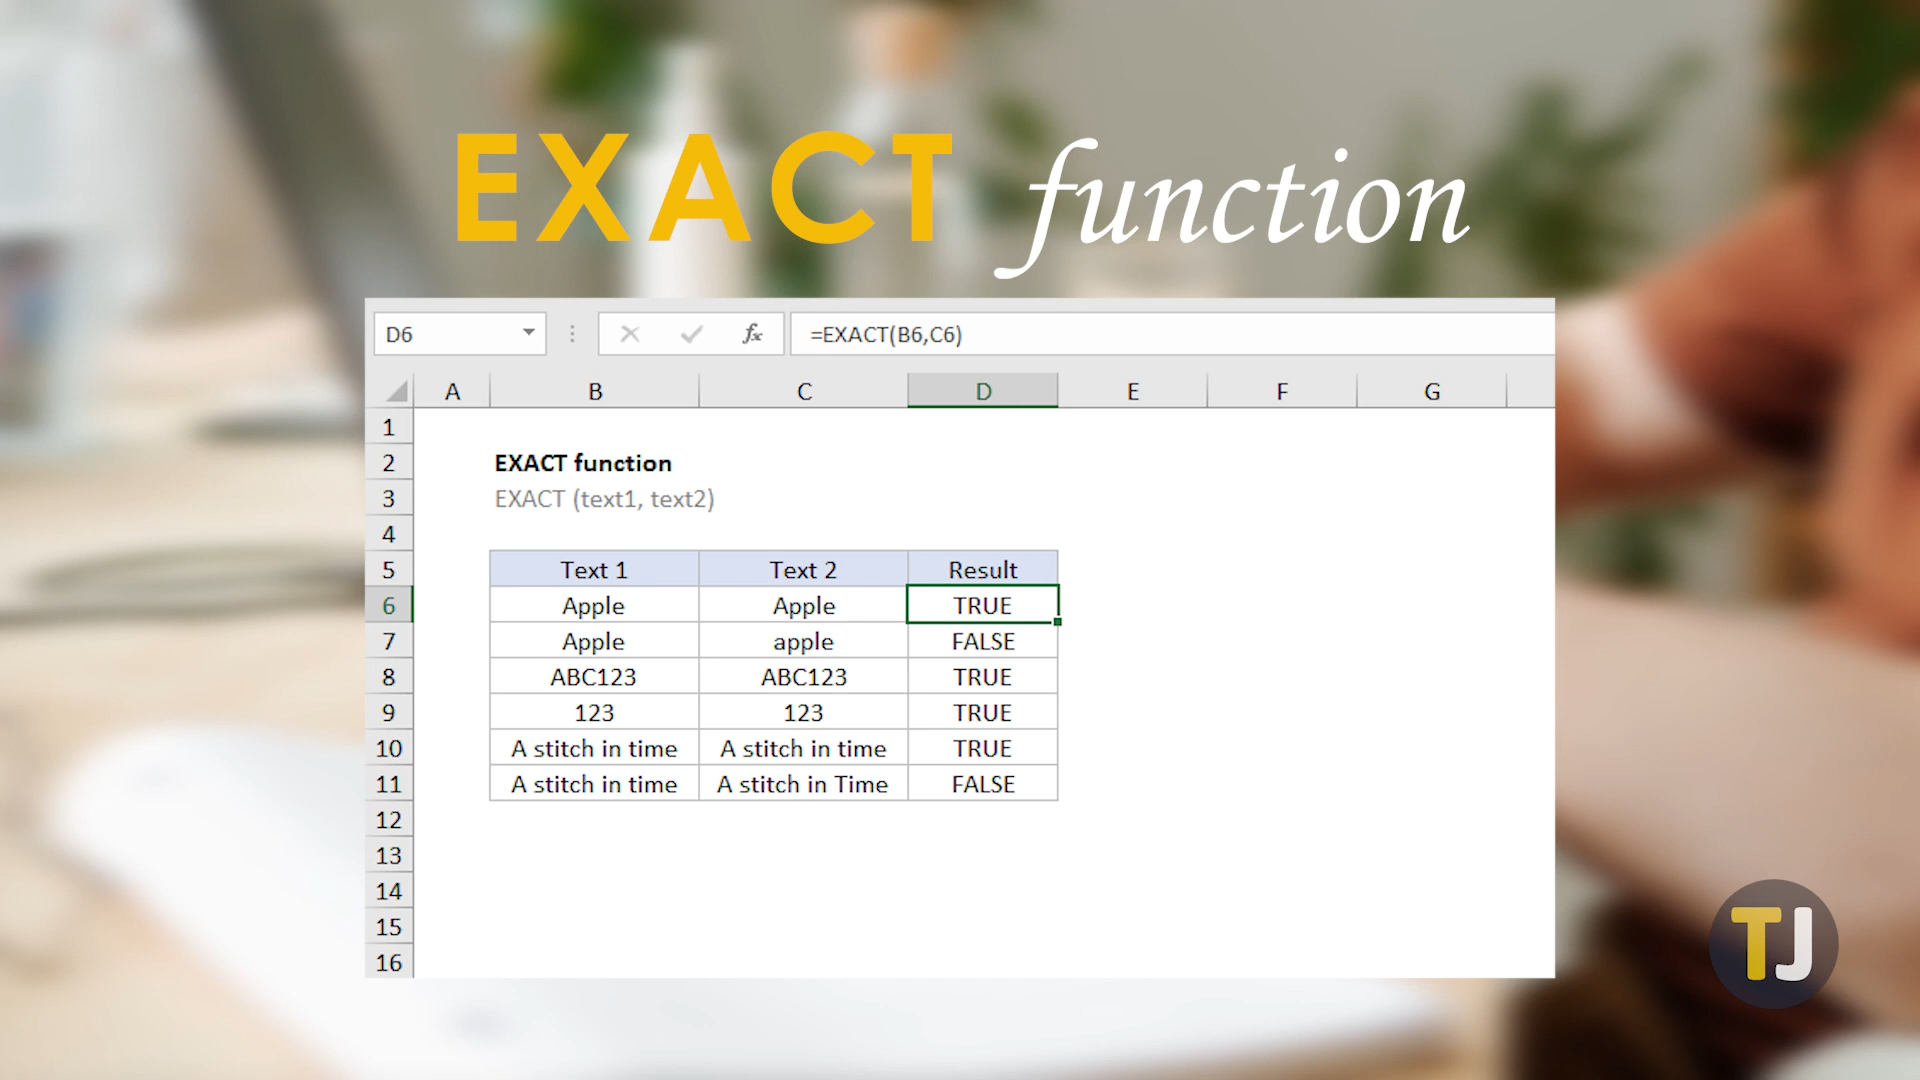 EXACT function
D6 fx =EXACT(B6,C6)
A B C D E F G
1
2 EXACT function
3 EXACT (text1, text2)
4
5 Text 1 Text 2 Result
6 Apple Apple TRUE
7 Apple apple FALSE
8 ABC123 ABC123 TRUE
9 123 123 TRUE
10 A stitch in time A stitch in time TRUE
11 A stitch in time A stitch in Time FALSE
12
13
14
15
16
TJ